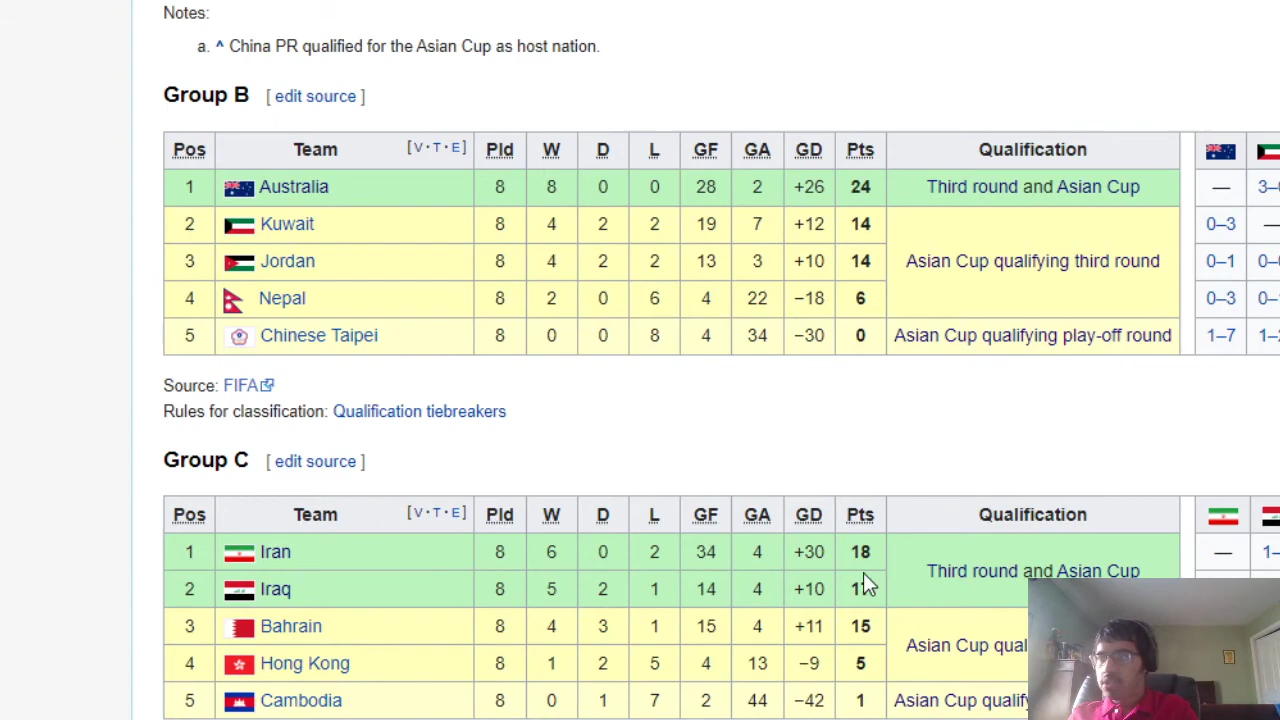 Notes:
a. ^ China PR qualified for the Asian Cup as host nation.
Group B [ edit source ]
Pos Team [V·T·E] Pld W D L GF GA GD Pts Qualification
1 Australia 8 8 0 0 28 2 +26 24 Third round and Asian Cup — 3–
2 Kuwait 8 4 2 2 19 7 +12 14 0–3 —
3 Jordan 8 4 2 2 13 3 +10 14 Asian Cup qualifying third round 0–1 0–
4 Nepal 8 2 0 6 4 22 −18 6 0–3 0–
5 Chinese Taipei 8 0 0 8 4 34 −30 0 Asian Cup qualifying play-off round 1–7 1–
Source: FIFA
Rules for classification: Qualification tiebreakers
Group C [ edit source ]
Pos Team [V·T·E] Pld W D L GF GA GD Pts Qualification
1 Iran 8 6 0 2 34 4 +30 18 — 1–
Third round and Asian Cup
2 Iraq 8 5 2 1 14 4 +10
3 Bahrain 8 4 3 1 15 4 +11 15
Asian Cup qual
4 Hong Kong 8 1 2 5 4 13 −9 5
5 Cambodia 8 0 1 7 2 44 −42 1 Asian Cup qualify